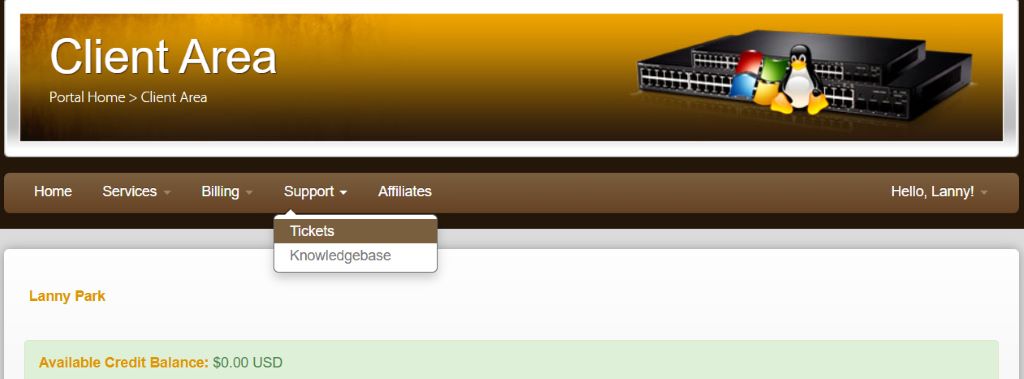 Client Area
Portal Home > Client Area
Home Services Billing Support Affiliates Hello, Lanny!
Tickets
Knowledgebase
Lanny Park
Available Credit Balance: $0.00 USD